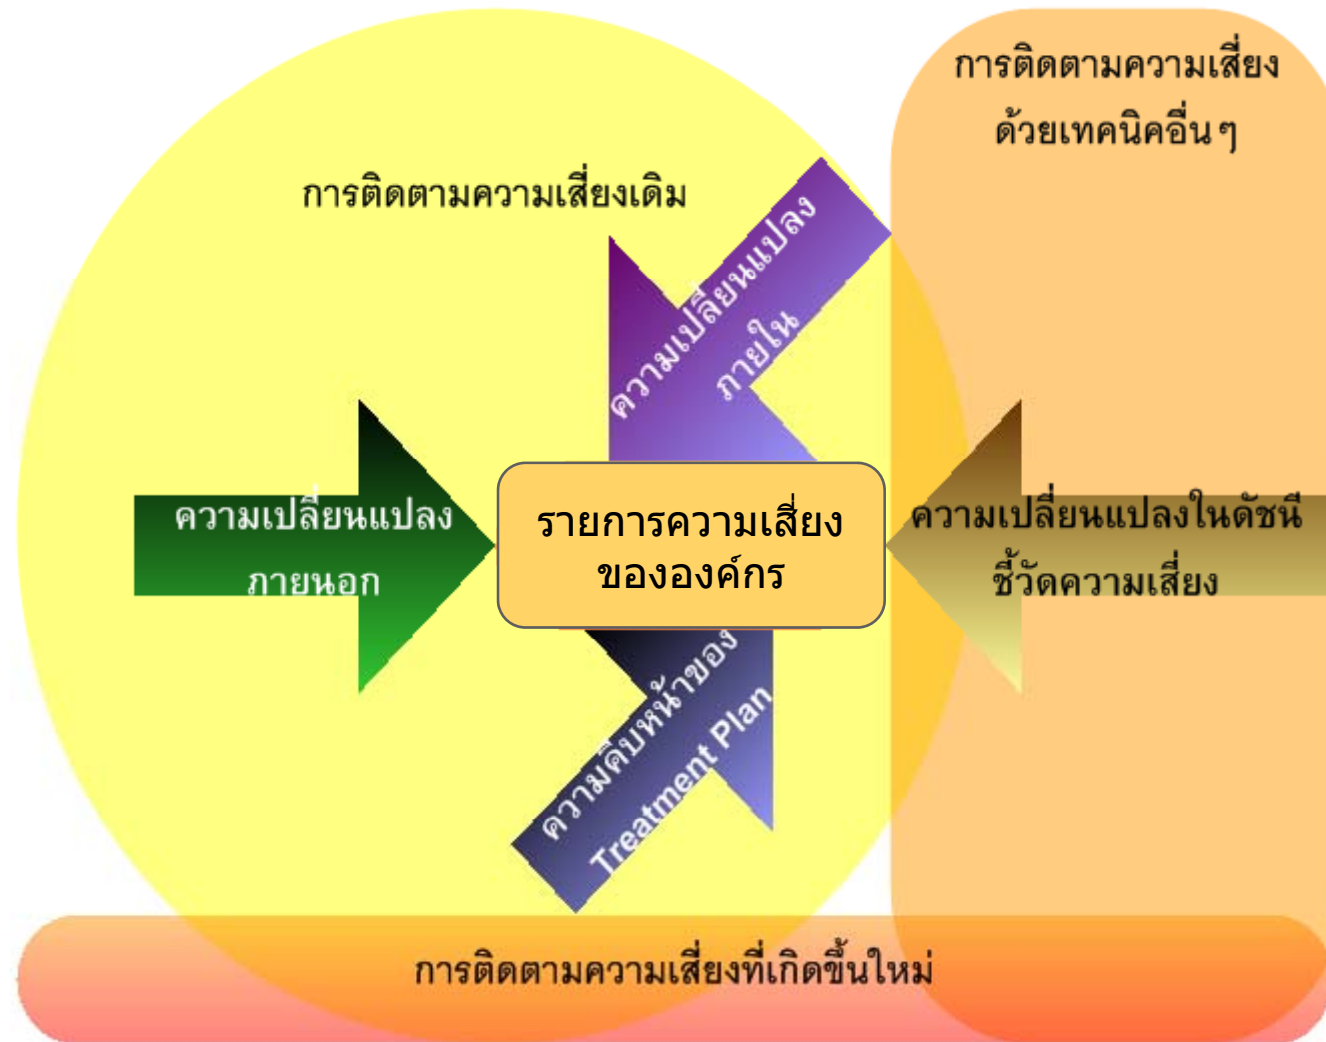 การติดตามความเสี่ยง
ด้วยเทคนิคอื่นๆ
การติดตามความเสี่ยงเดิม
ความเปลี่ยนแปลง
ภายใน
ความเปลี่ยนแปลง
ภายนอก
รายการความเสี่ยง
ขององค์กร
ความเปลี่ยนแปลงในดัชนี
ชี้วัดความเสี่ยง
ความคืบหน้าของ
Treatment Plan
การติดตามความเสี่ยงที่เกิดขึ้นใหม่